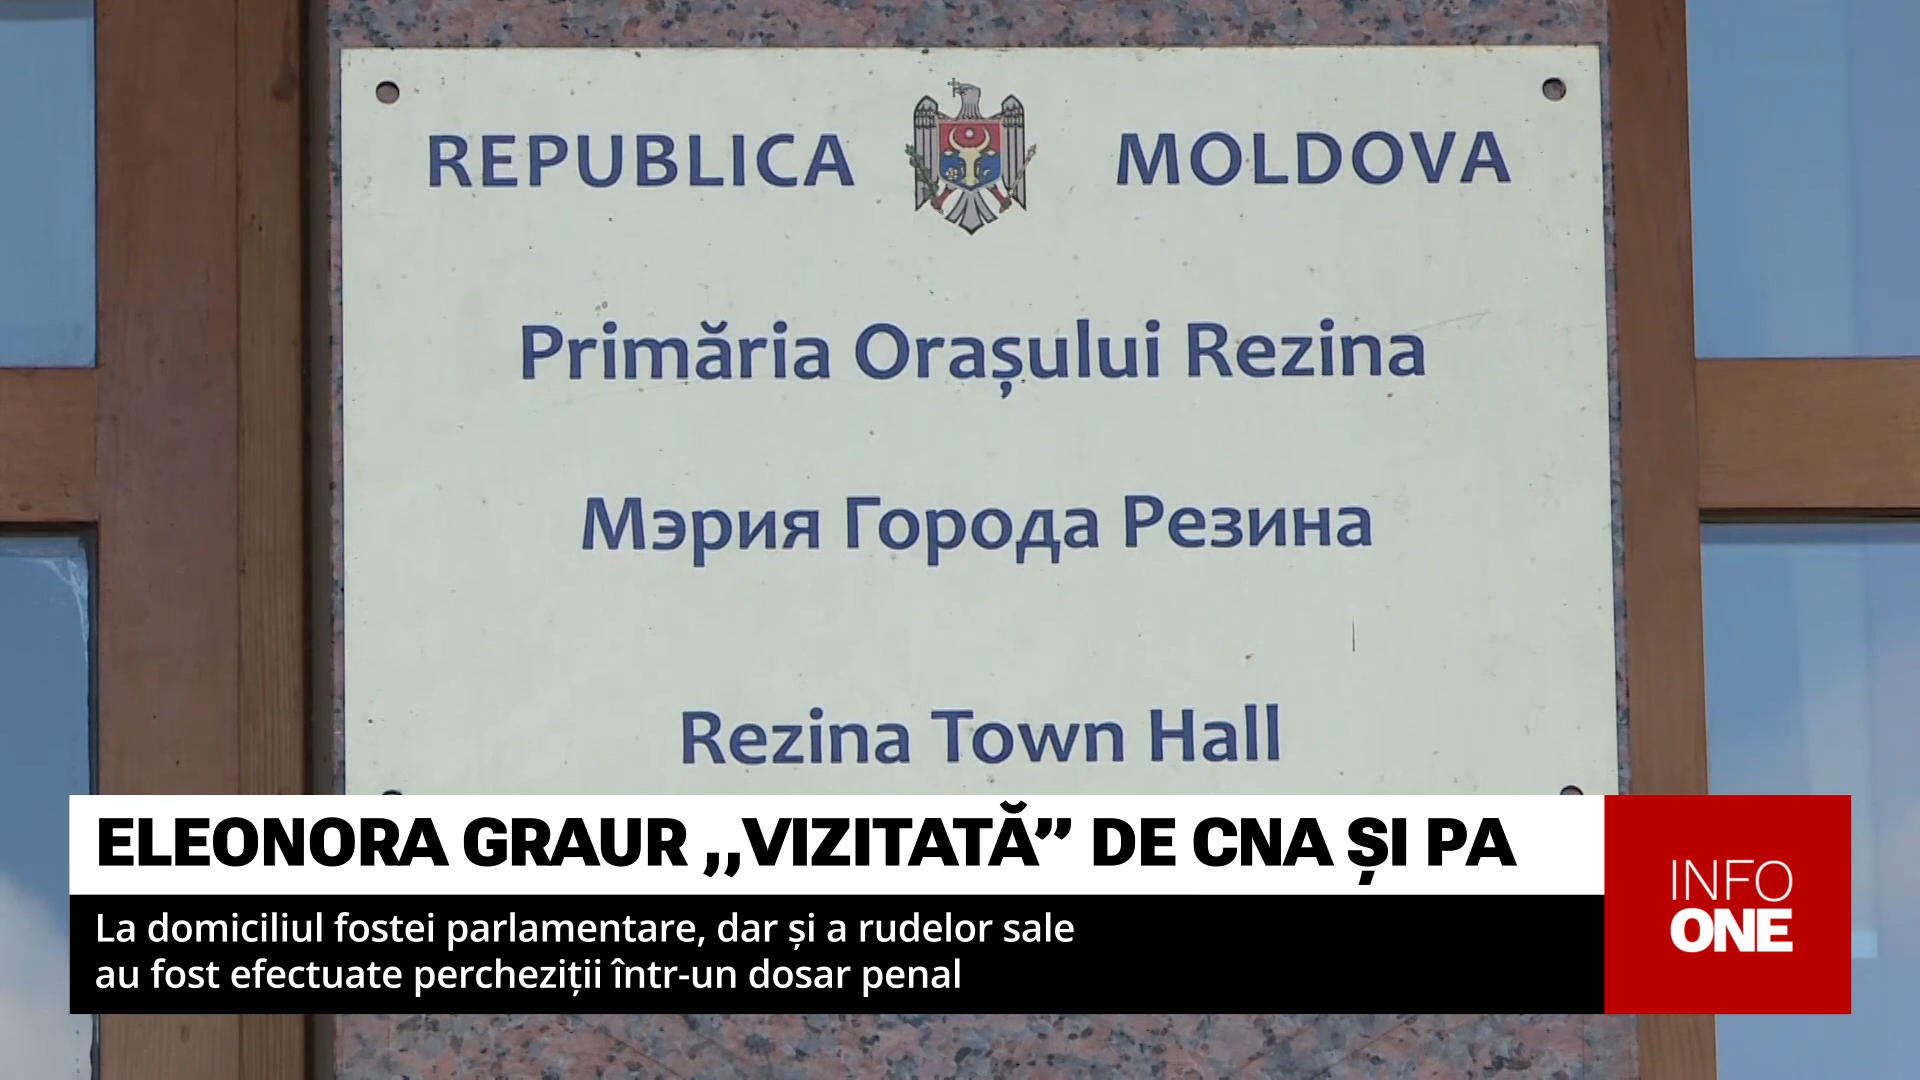 REPUBLICA MOLDOVA
Primăria Orașului Rezina
Мэрия Города Резина
Rezina Town Hall
ELEONORA GRAUR ,,VIZITATĂ” DE CNA ȘI PA
La domiciliul fostei parlamentare, dar și a rudelor sale
au fost efectuate percheziții într-un dosar penal
INFO
ONE